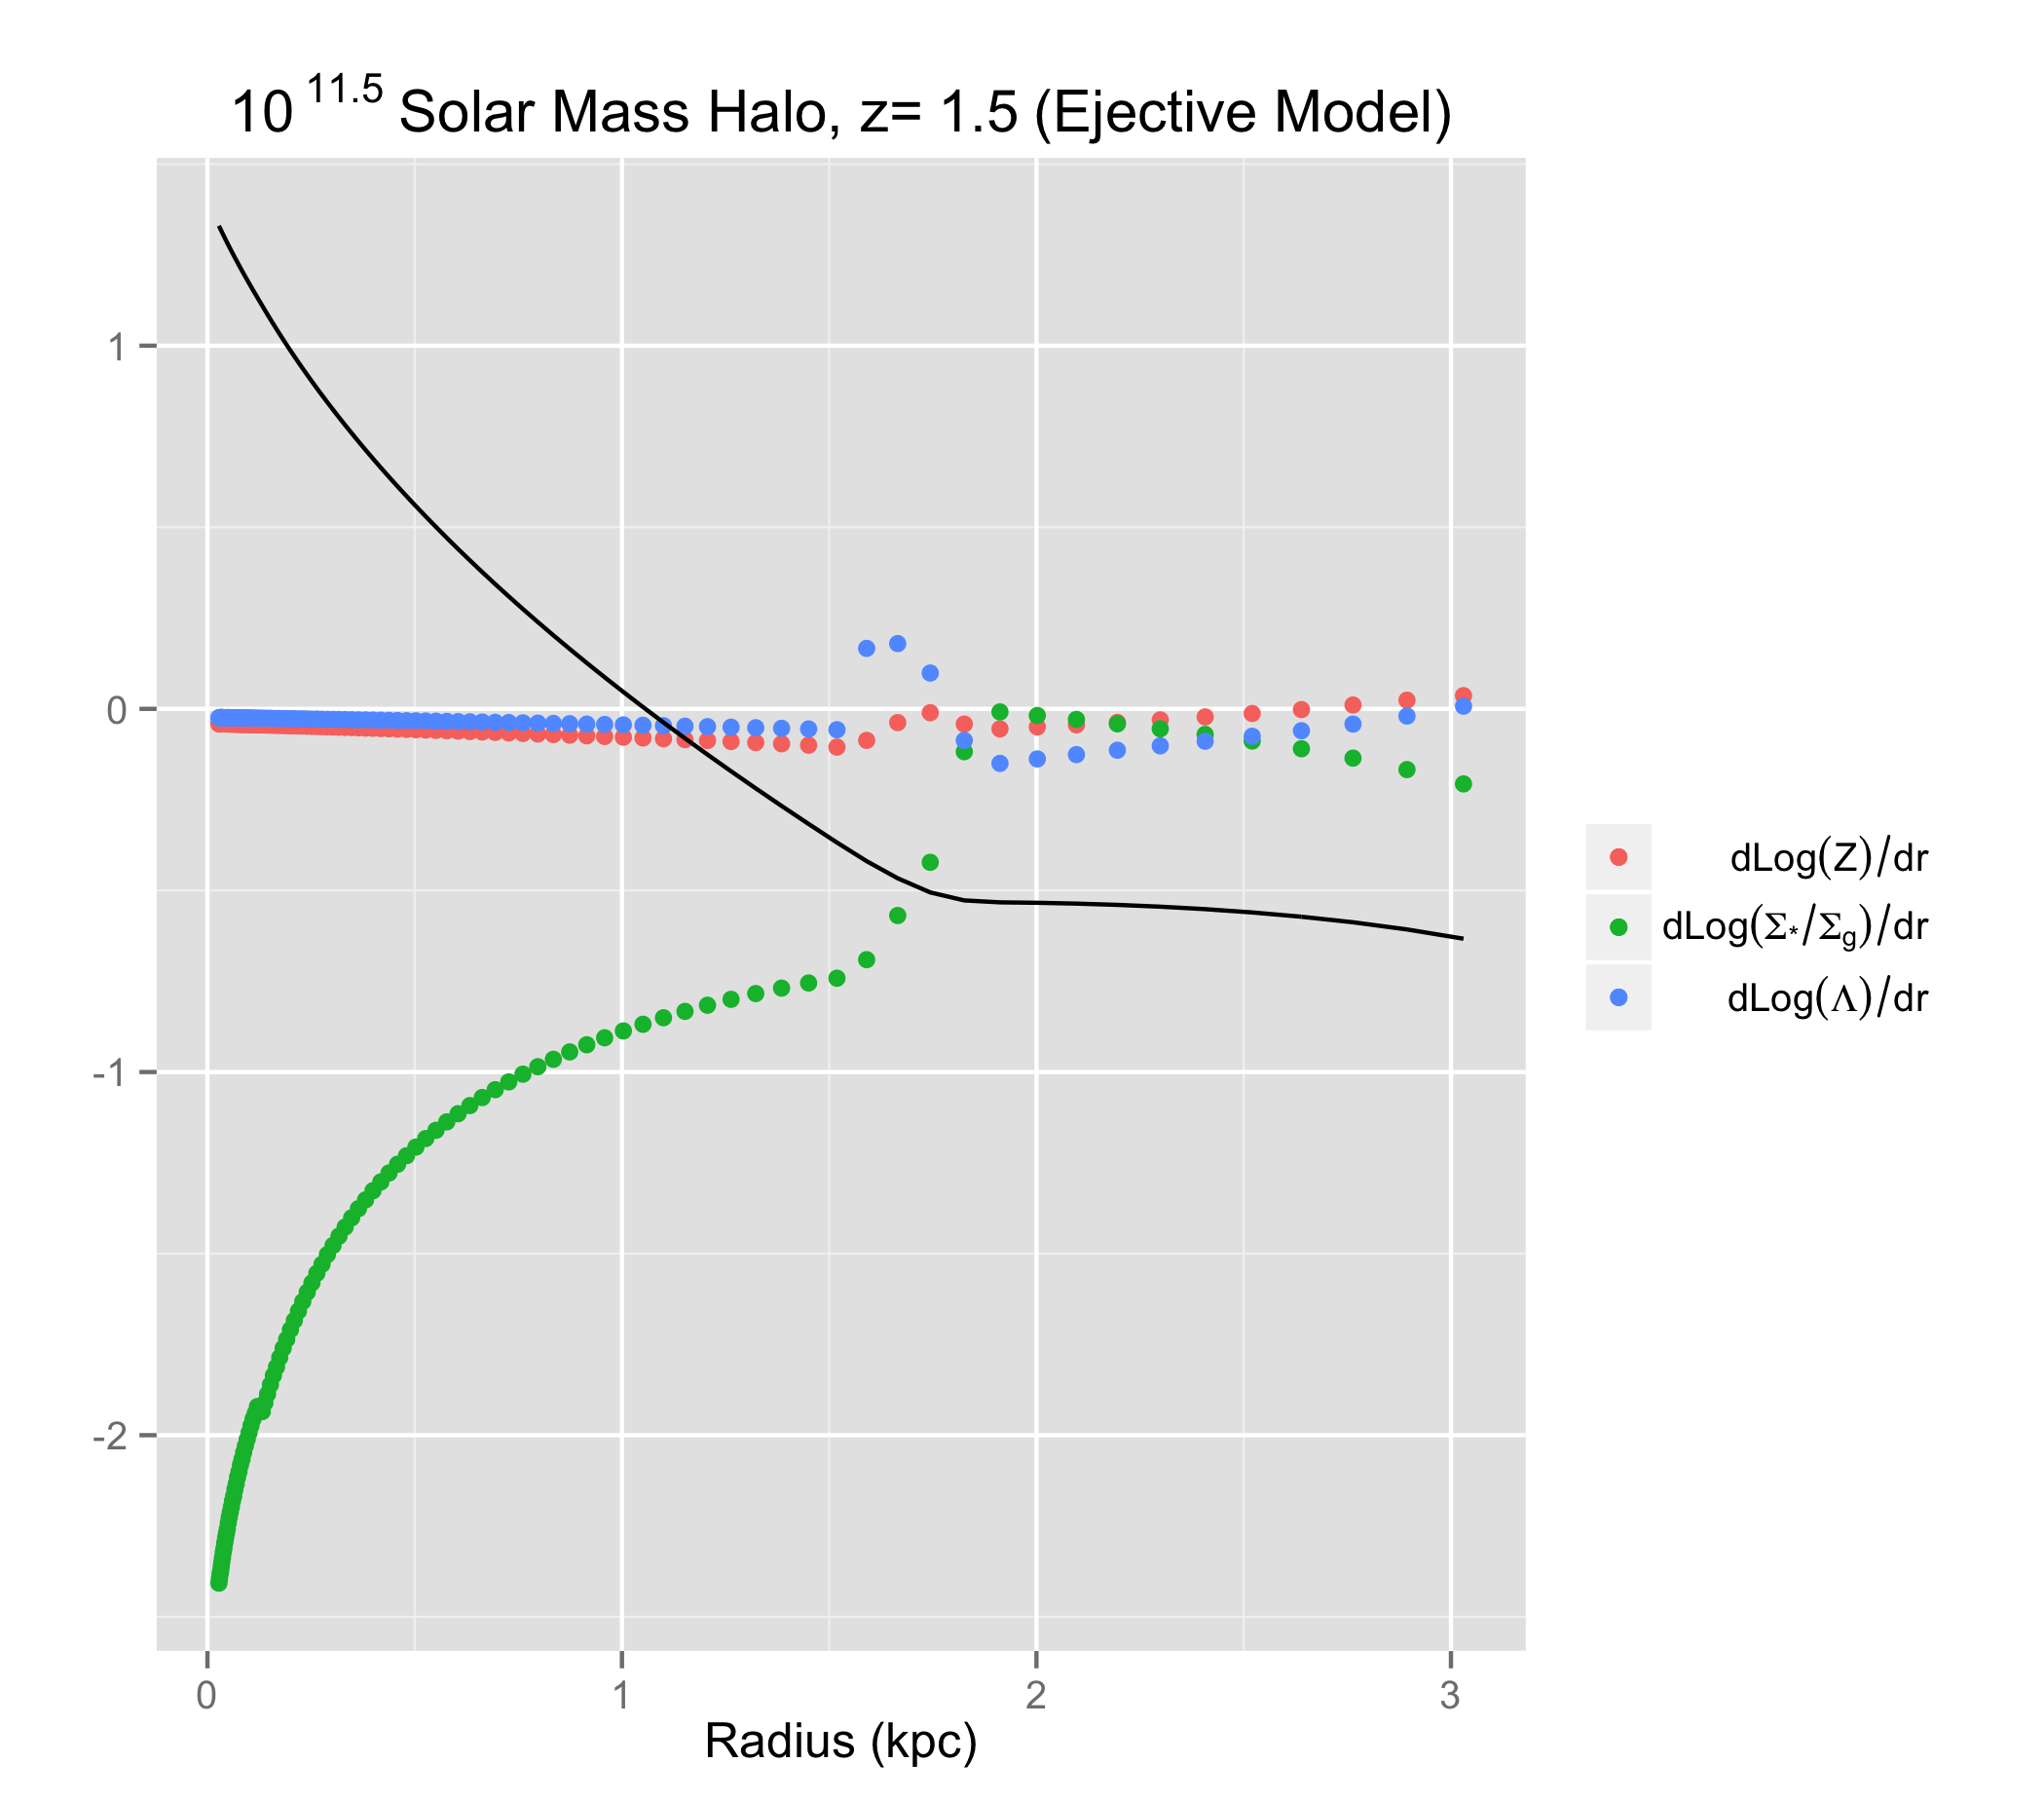 10^11.5 Solar Mass Halo, z= 1.5 (Ejective Model)
1
0
-1
-2
0 1 2 3
Radius (kpc)
dLog(Z)/dr
dLog(Σ*/Σg)/dr
dLog(Λ)/dr